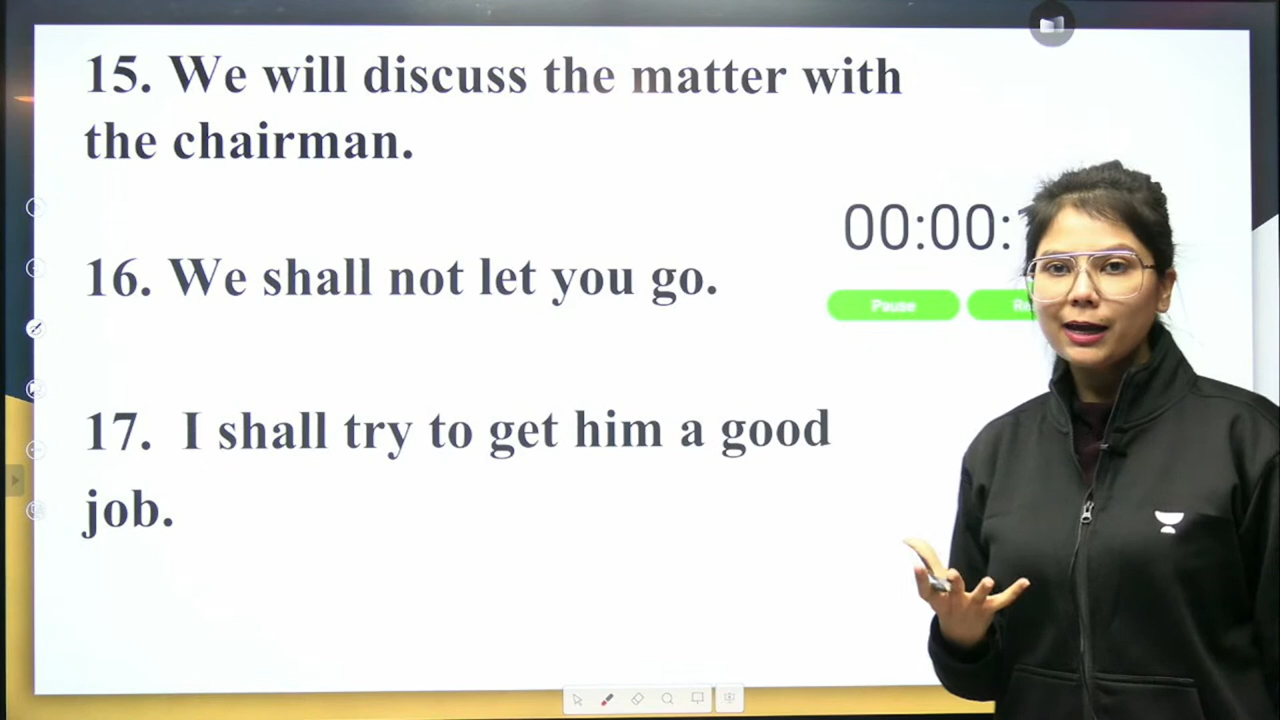 15. We will discuss the matter with
the chairman.
00:00:
16. We shall not let you go.
Pause
17. I shall try to get him a good
job.